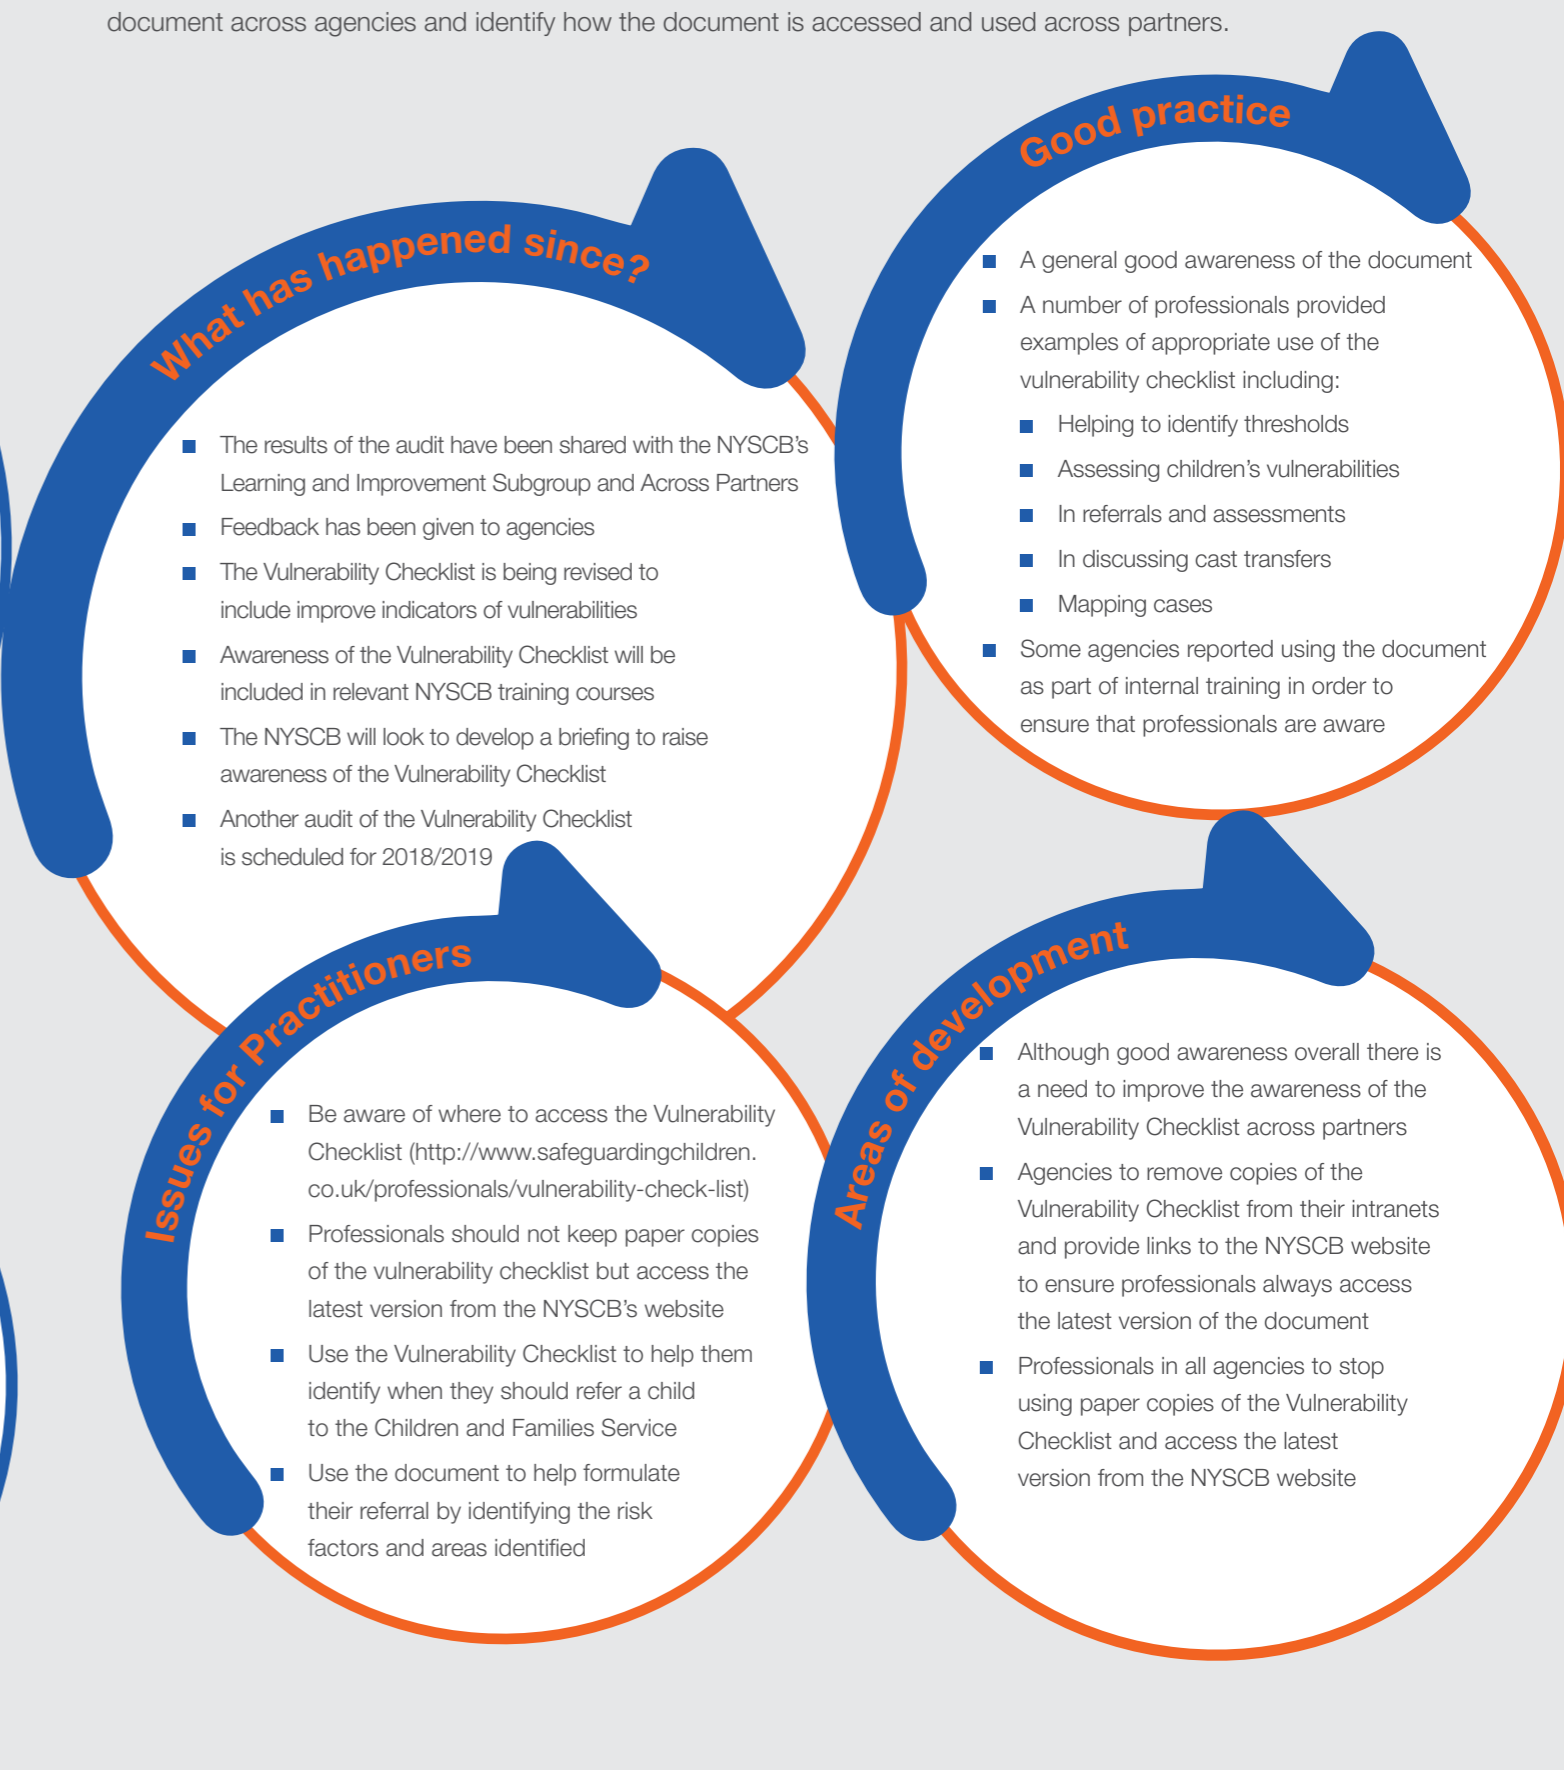 document across agencies and identify how the document is accessed and used across partners.
Good practice
■ A general good awareness of the document
■ A number of professionals provided
examples of appropriate use of the
vulnerability checklist including:
■ Helping to identify thresholds
■ Assessing children's vulnerabilities
■ In referrals and assessments
■ In discussing cast transfers
■ Mapping cases
■ Some agencies reported using the document
as part of internal training in order to
ensure that professionals are aware
What has happened since?
■ The results of the audit have been shared with the NYSCB's
Learning and Improvement Subgroup and Across Partners
■ Feedback has been given to agencies
■ The Vulnerability Checklist is being revised to
include improve indicators of vulnerabilities
■ Awareness of the Vulnerability Checklist will be
included in relevant NYSCB training courses
■ The NYSCB will look to develop a briefing to raise
awareness of the Vulnerability Checklist
■ Another audit of the Vulnerability Checklist
is scheduled for 2018/2019
Issues for Practitioners
■ Be aware of where to access the Vulnerability
Checklist (http://www.safeguardingchildren.
co.uk/professionals/vulnerability-check-list)
■ Professionals should not keep paper copies
of the vulnerability checklist but access the
latest version from the NYSCB's website
■ Use the Vulnerability Checklist to help them
identify when they should refer a child
to the Children and Families Service
■ Use the document to help formulate
their referral by identifying the risk
factors and areas identified
Areas of development
■ Although good awareness overall there is
a need to improve the awareness of the
Vulnerability Checklist across partners
■ Agencies to remove copies of the
Vulnerability Checklist from their intranets
and provide links to the NYSCB website
to ensure professionals always access
the latest version of the document
■ Professionals in all agencies to stop
using paper copies of the Vulnerability
Checklist and access the latest
version from the NYSCB website